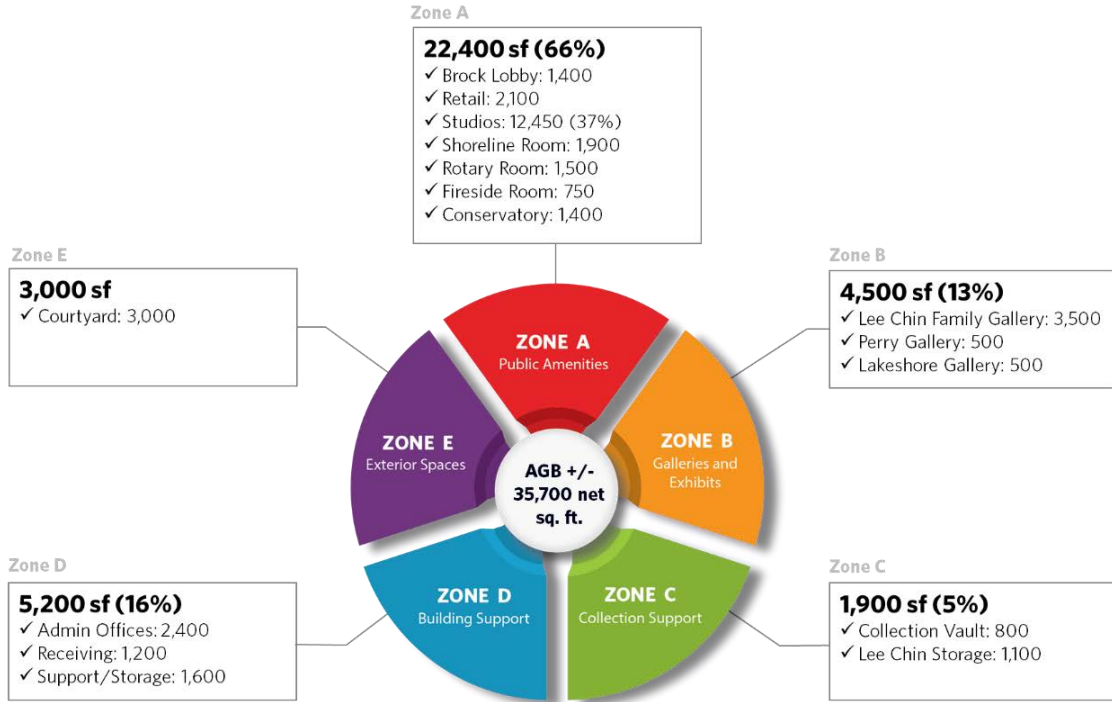 Zone A
22,400 sf (66%)
✓ Brock Lobby: 1,400
✓ Retail: 2,100
✓ Studios: 12,450 (37%)
✓ Shoreline Room: 1,900
✓ Rotary Room: 1,500
✓ Fireside Room: 750
✓ Conservatory: 1,400
Zone E
3,000 sf
✓ Courtyard: 3,000
Zone B
4,500 sf (13%)
✓ Lee Chin Family Gallery: 3,500
✓ Perry Gallery: 500
✓ Lakeshore Gallery: 500
ZONE A
Public Amenities
ZONE E
Exterior Spaces
ZONE B
Galleries and
Exhibits
AGB +/-
35,700 net
sq. ft.
ZONE D
Building Support
ZONE C
Collection Support
Zone D
5,200 sf (16%)
✓ Admin Offices: 2,400
✓ Receiving: 1,200
✓ Support/Storage: 1,600
Zone C
1,900 sf (5%)
✓ Collection Vault: 800
✓ Lee Chin Storage: 1,100